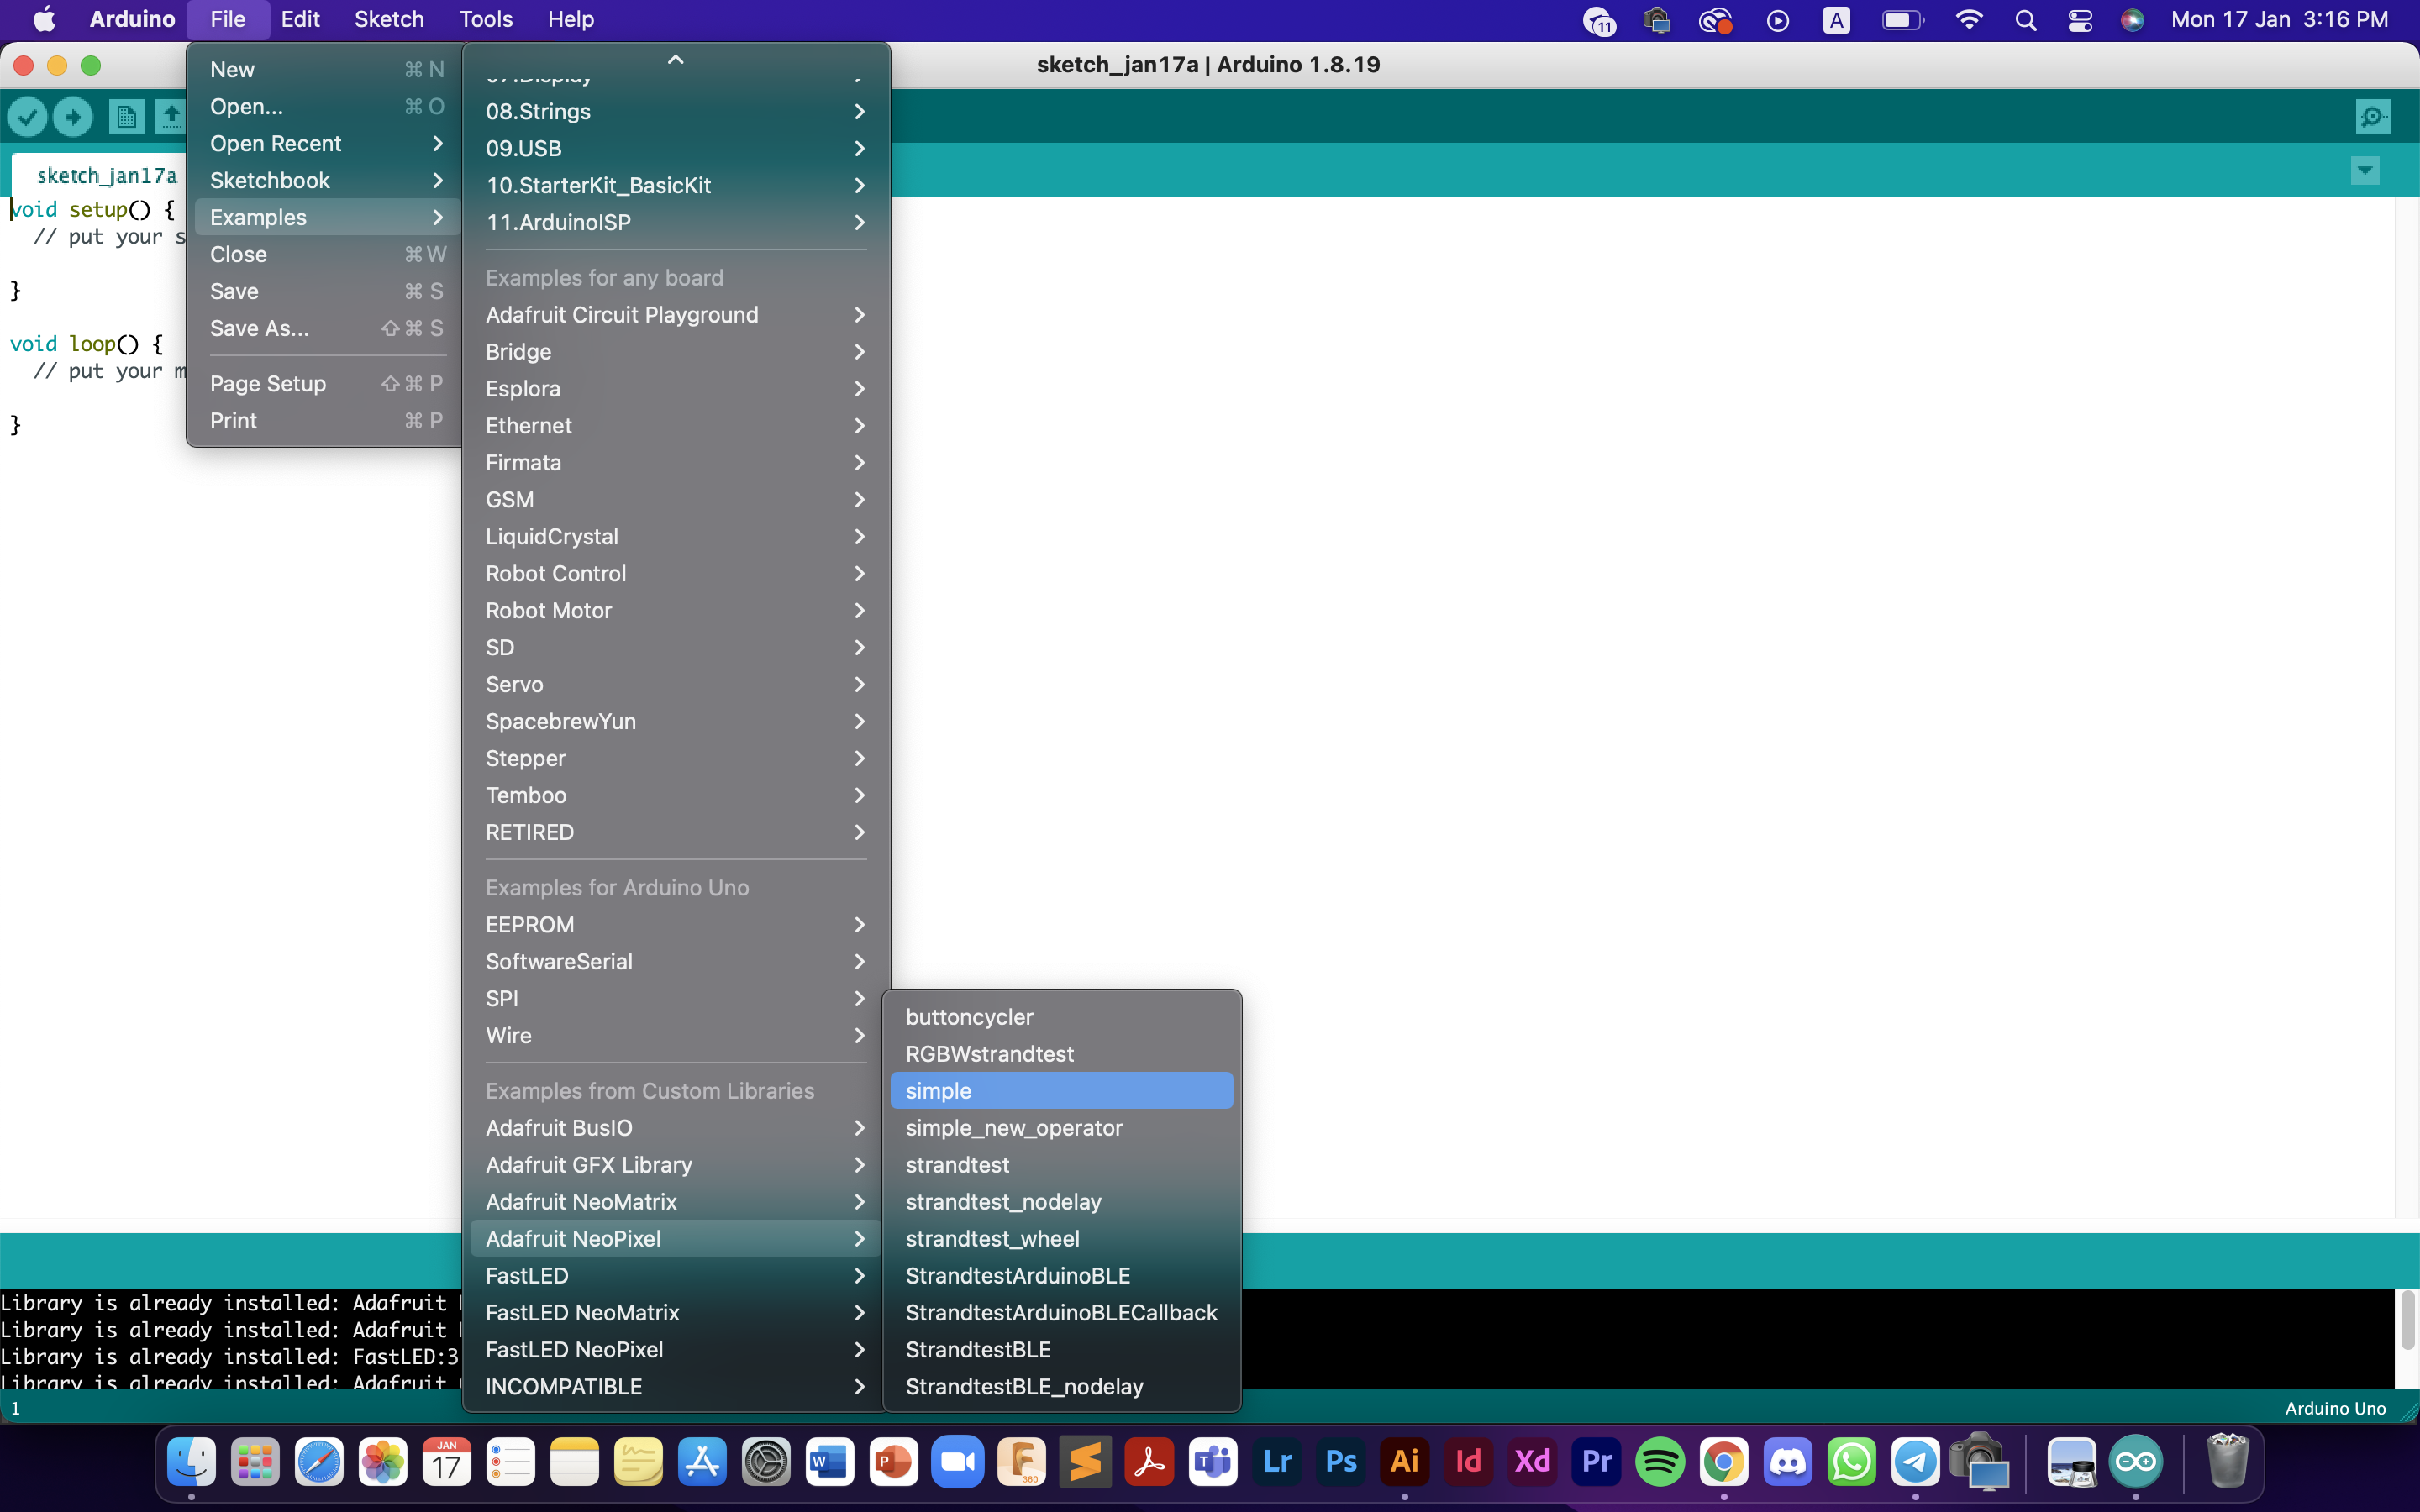 Arduino File Edit Sketch Tools Help
11
A
Mon 17 Jan 3:16 PM
sketch_jan17a | Arduino 1.8.19
sketch_jan17a
void setup() {
// put your s
}
void loop() {
// put your m
}
New ⌘ N
Open... ⌘ O
Open Recent
Sketchbook
Examples
Close ⌘ W
Save ⌘ S
Save As... ⇧ ⌘ S
Page Setup ⇧ ⌘ P
Print ⌘ P
07.Display
08.Strings
09.USB
10.StarterKit_BasicKit
11.ArduinoISP
Examples for any board
Adafruit Circuit Playground
Bridge
Esplora
Ethernet
Firmata
GSM
LiquidCrystal
Robot Control
Robot Motor
SD
Servo
SpacebrewYun
Stepper
Temboo
RETIRED
Examples for Arduino Uno
EEPROM
SoftwareSerial
SPI
Wire
Examples from Custom Libraries
Adafruit BusIO
Adafruit GFX Library
Adafruit NeoMatrix
Adafruit NeoPixel
FastLED
FastLED NeoMatrix
FastLED NeoPixel
INCOMPATIBLE
buttoncycler
RGBWstrandtest
simple
simple_new_operator
strandtest
strandtest_nodelay
strandtest_wheel
StrandtestArduinoBLE
StrandtestArduinoBLECallback
StrandtestBLE
StrandtestBLE_nodelay
Library is already installed: Adafruit
Library is already installed: Adafruit
Library is already installed: FastLED:3
Library is already installed: Adafruit
1
Arduino Uno
JAN
17
W
P
F
360
T
Lr
Ps
Ai
Id
Xd
Pr